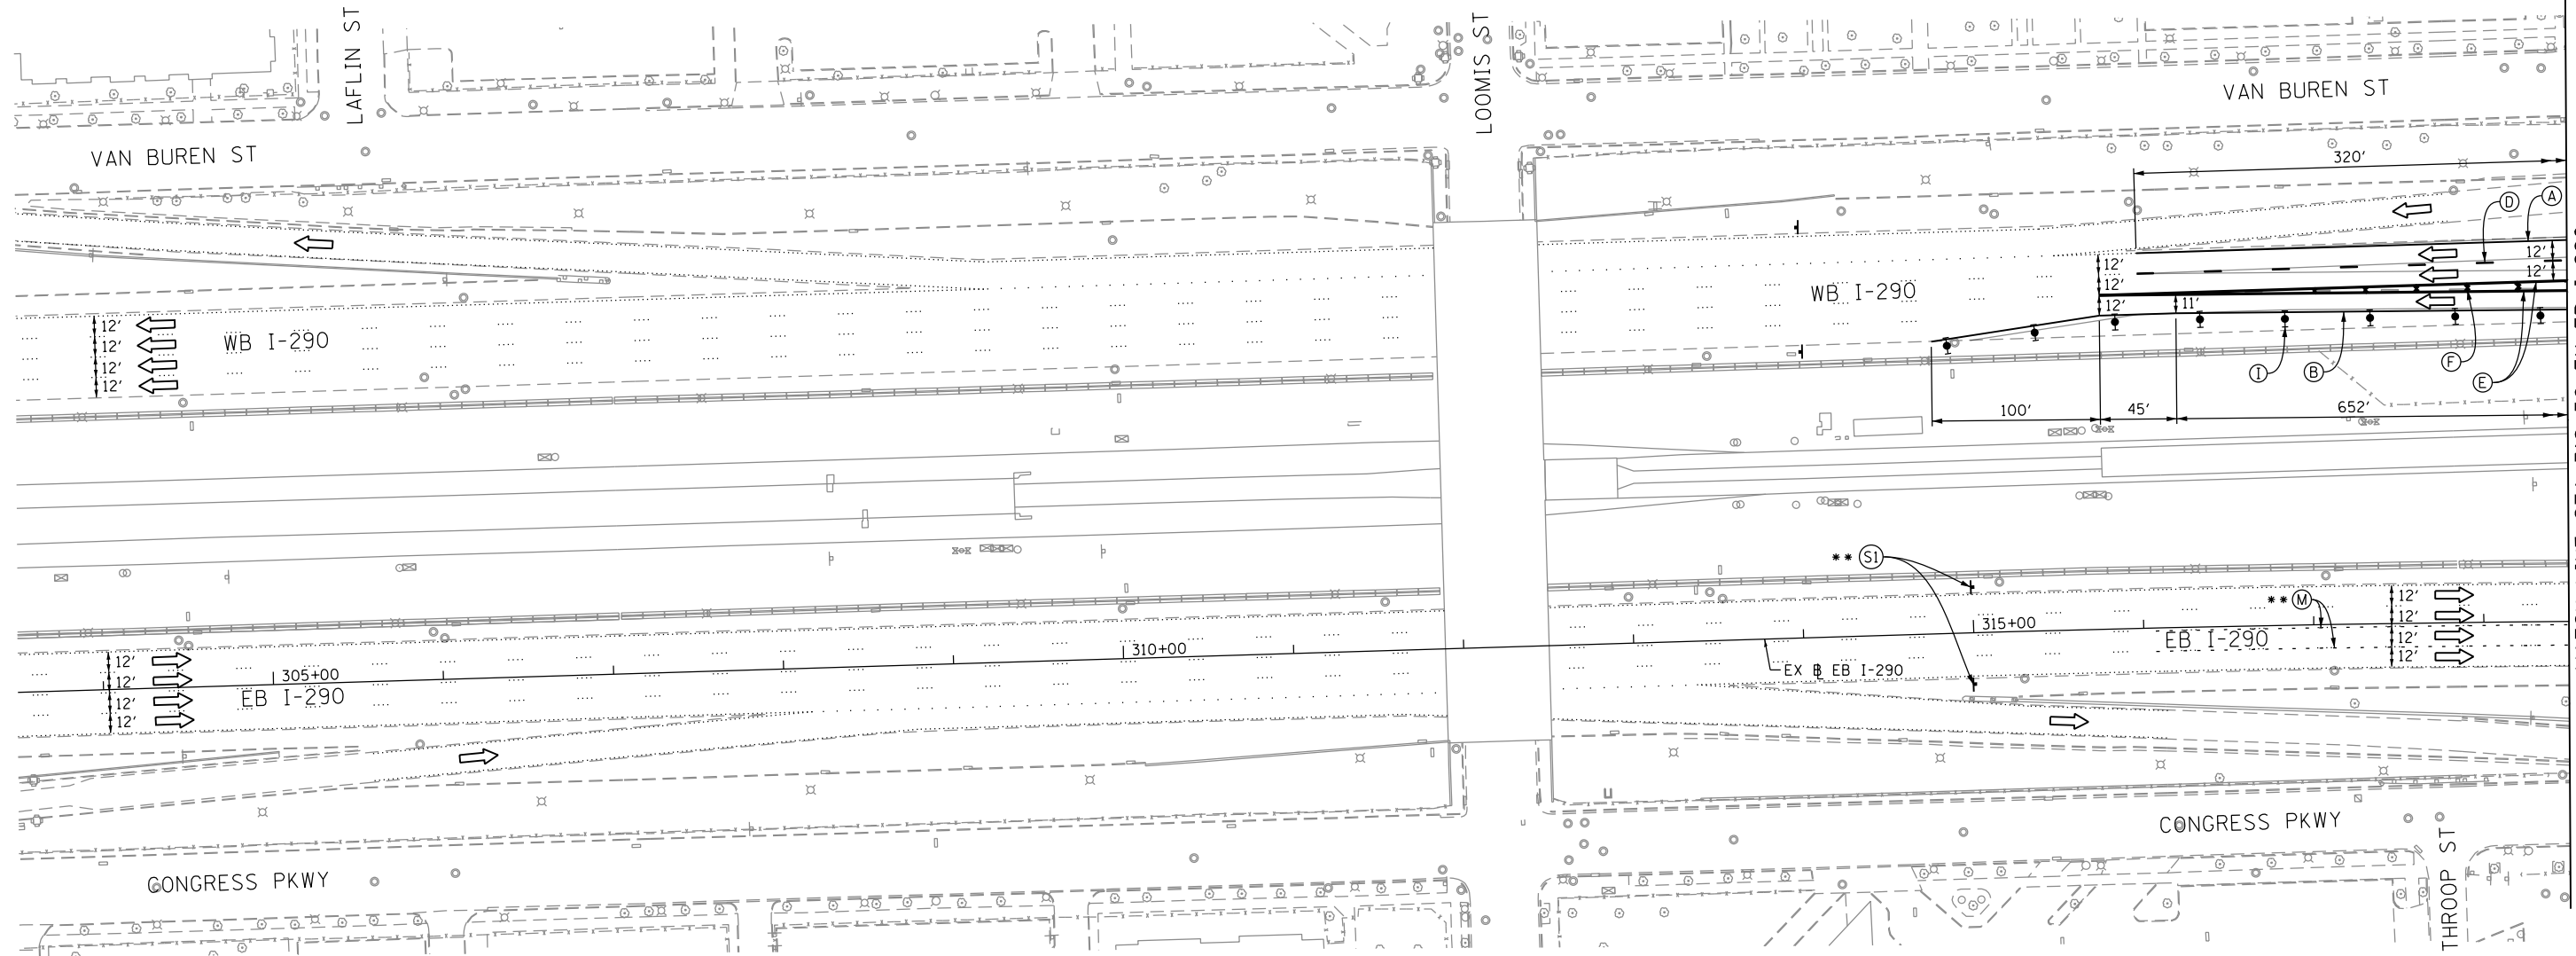 LAFLIN ST
LOOMIS ST
VAN BUREN ST
VAN BUREN ST
320'
D
A
12'
12'
12'
12'
12'
11'
WB I-290
WB I-290
12'
12'
12'
12'
I
B
F
E
100'
45'
652'
** S1
** M
12'
12'
12'
12'
315+00
EB I-290
310+00
EX B EB I-290
305+00
EB I-290
12'
12'
12'
12'
CONGRESS PKWY
CONGRESS PKWY
THROOP ST